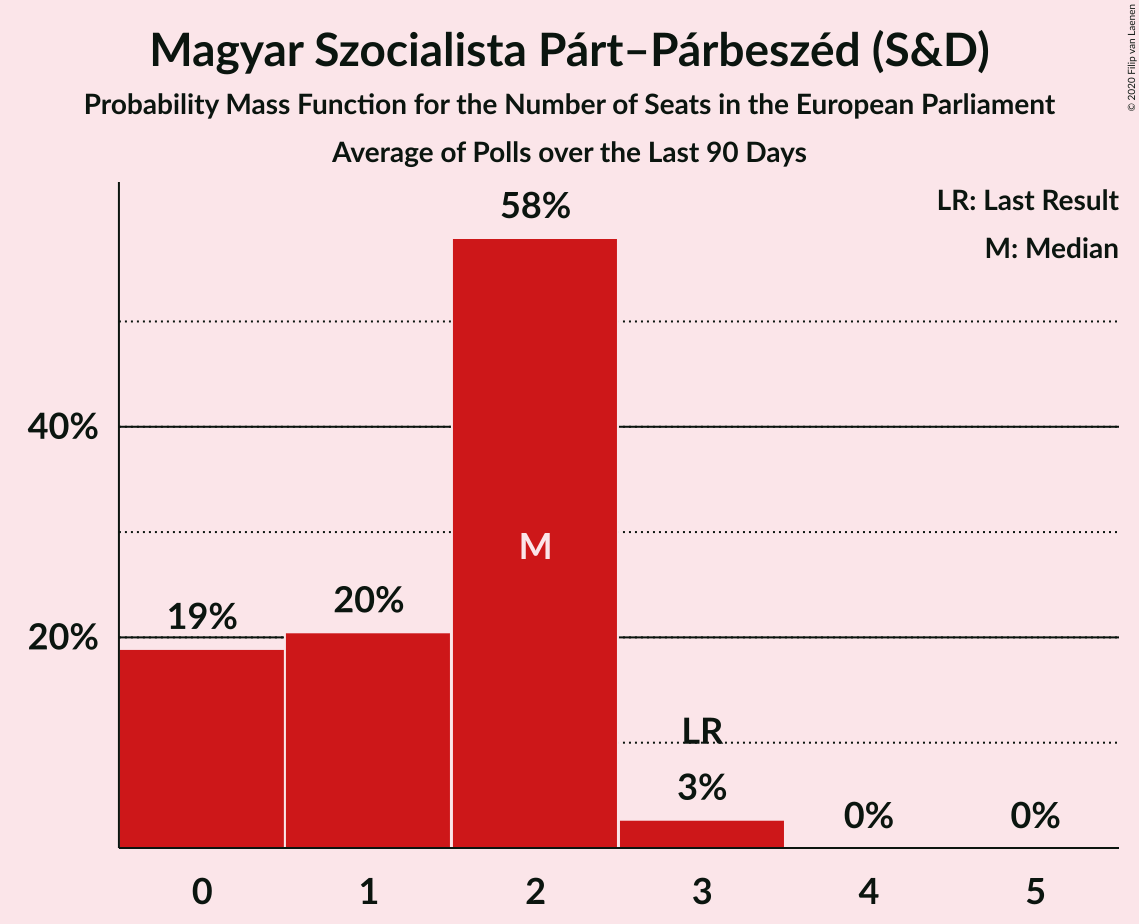 Magyar Szocialista Párt–Párbeszéd (S&D)
Probability Mass Function for the Number of Seats in the European Parliament
Average of Polls over the Last 90 Days
© 2020 Filip van Laenen
LR: Last Result
M: Median
58%
40%
M
19%
20%
20%
LR
3%
0%
0%
0
1
2
3
4
5